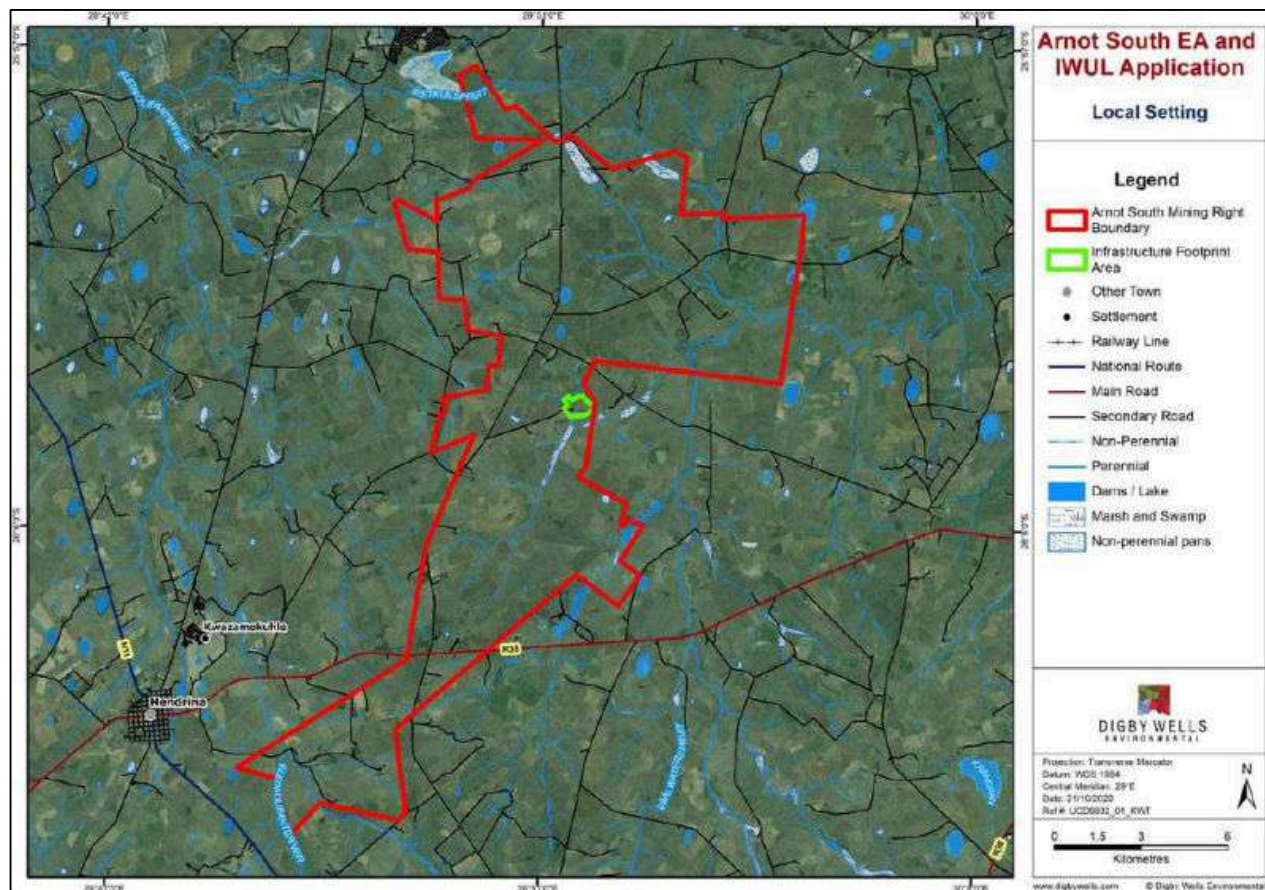 Arnot South EA and
IWUL Application
Local Setting
Legend
Arnot South Mining Right
Boundary
Infrastructure Footprint
Area
Other Town
Settlement
Railway Line
National Route
Main Road
Secondary Road
Non-Perennial
Perennial
Dams / Lake
Marsh and Swamp
Non-perennial pans
DIGBY WELLS
ENVIRONMENTAL
Projection: Transverse Mercator
Datum: WGS 1984
Central Meridian: 29°E
Date: 21/10/2020
N
0 1.5 3 6
Kilometres
www.digbywells.com © Digby Wells Environmental
Kwazamokuhle
Hendrina
N11
R38